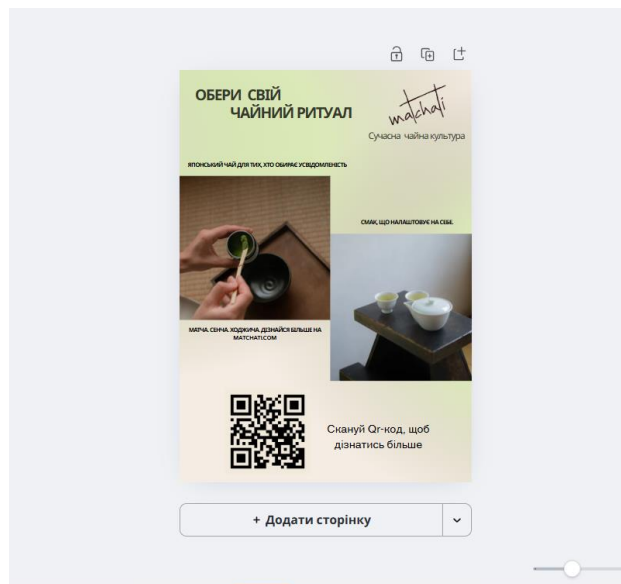 ОБЕРИ СВІЙ
ЧАЙНИЙ РИТУАЛ
matchati
Сучасна чайна культура
ЯПОНСЬКИЙ ЧАЙ ДЛЯ ТИХ, ХТО ОБИРАЄ УСВІДОМЛЕНІСТЬ
СМАК, ЩО НАЛАШТОВУЄ НА СЕБЕ.
МАТЧА. СЕНЧА. ХОДЖИЧА. ДІЗНАЙСЯ БІЛЬШЕ НА
MATCHATI.COM
Скануй Qr-код, щоб
дізнатись більше
+ Додати сторінку